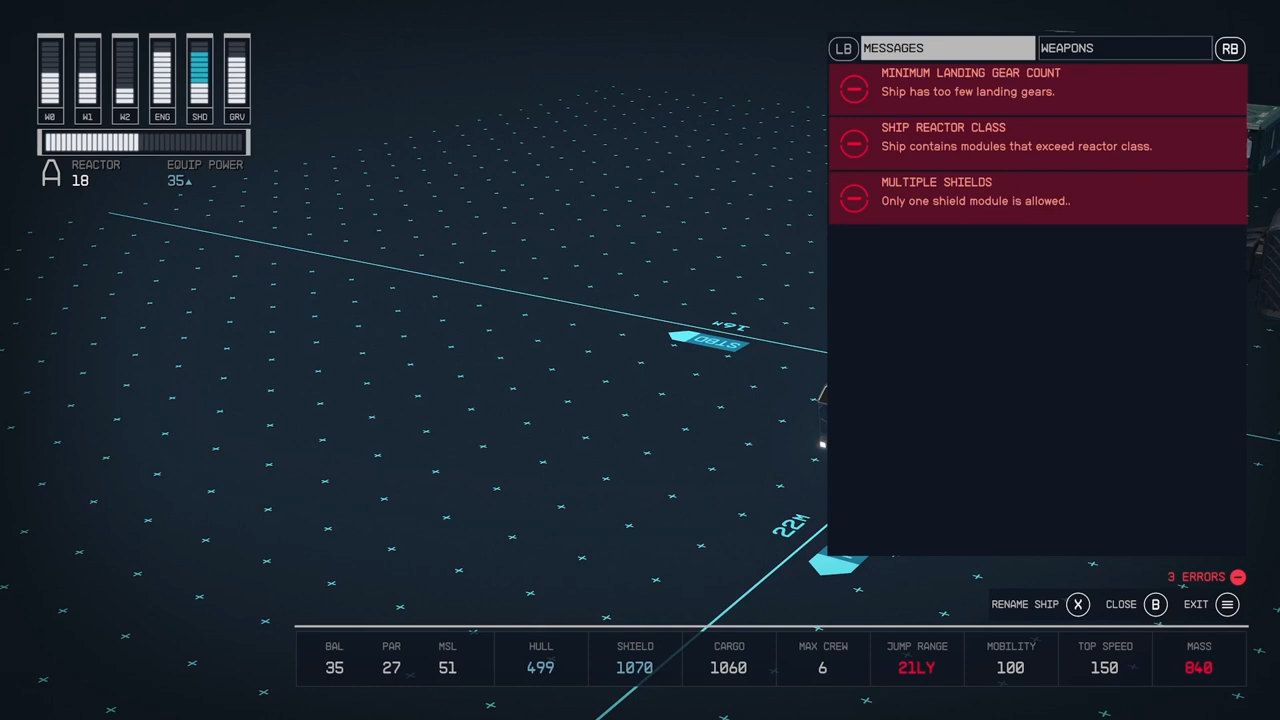 W0 W1 W2 ENG SHD GRV
A REACTOR EQUIP POWER
18 35
LB MESSAGES WEAPONS RB
MINIMUM LANDING GEAR COUNT
Ship has too few landing gears.
SHIP REACTOR CLASS
Ship contains modules that exceed reactor class.
MULTIPLE SHIELDS
Only one shield module is allowed..
16M
STBD
22M
3 ERRORS
RENAME SHIP X CLOSE B EXIT
BAL PAR MSL HULL SHIELD CARGO MAX CREW JUMP RANGE MOBILITY TOP SPEED MASS
35 27 51 499 1070 1060 6 21LY 100 150 840